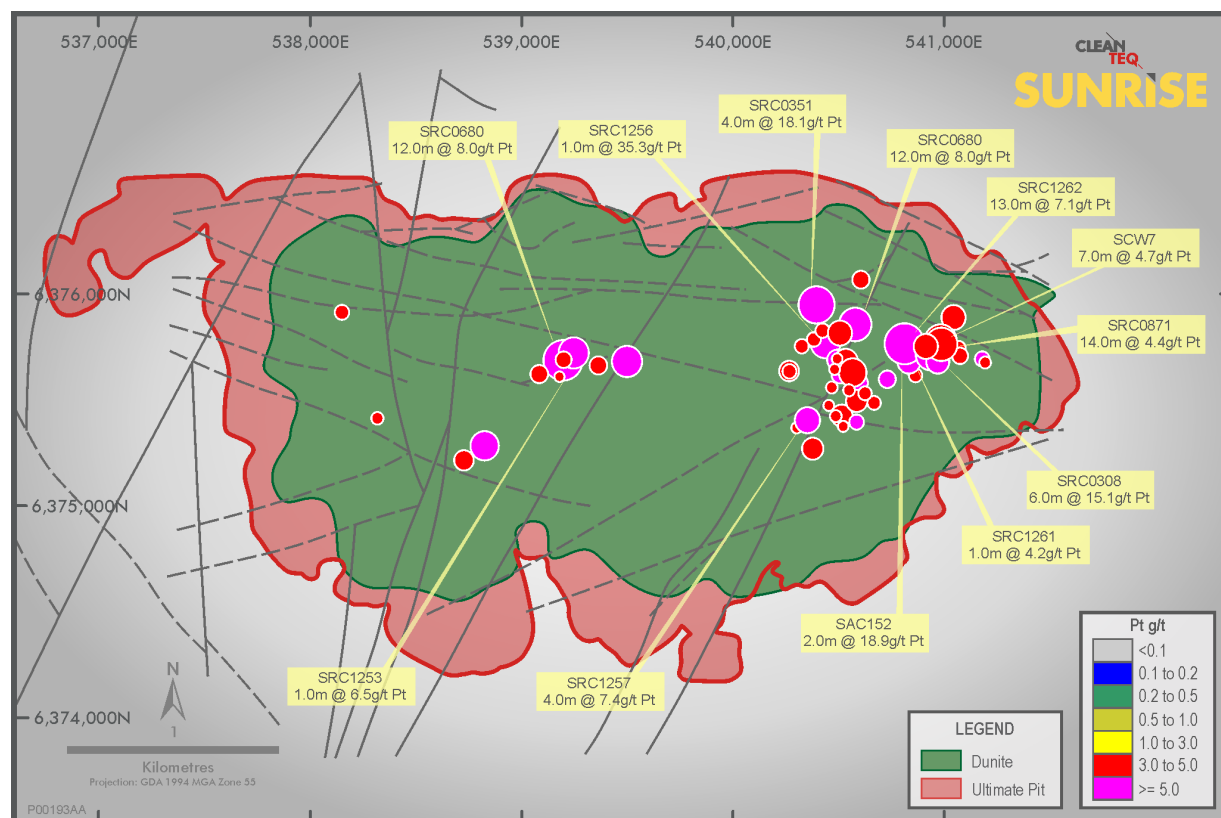 537,000E
538,000E
539,000E
540,000E
541,000E
CLEAN
TEQ
SUNRISE
SRC0351
4.0m @ 18.1g/t Pt
SRC0680
12.0m @ 8.0g/t Pt
SRC1256
1.0m @ 35.3g/t Pt
SRC0680
12.0m @ 8.0g/t Pt
SRC1262
13.0m @ 7.1g/t Pt
SCW7
7.0m @ 4.7g/t Pt
6,376,000N
SRC0871
14.0m @ 4.4g/t Pt
SRC0308
6.0m @ 15.1g/t Pt
6,375,000N
SRC1261
1.0m @ 4.2g/t Pt
SAC152
2.0m @ 18.9g/t Pt
SRC1253
1.0m @ 6.5g/t Pt
SRC1257
4.0m @ 7.4g/t Pt
6,374,000N
N
1
Kilometres
Projection: GDA 1994 MGA Zone 55
P00193AA
LEGEND
Dunite
Ultimate Pit
Pt g/t
<0.1
0.1 to 0.2
0.2 to 0.5
0.5 to 1.0
1.0 to 3.0
3.0 to 5.0
>= 5.0